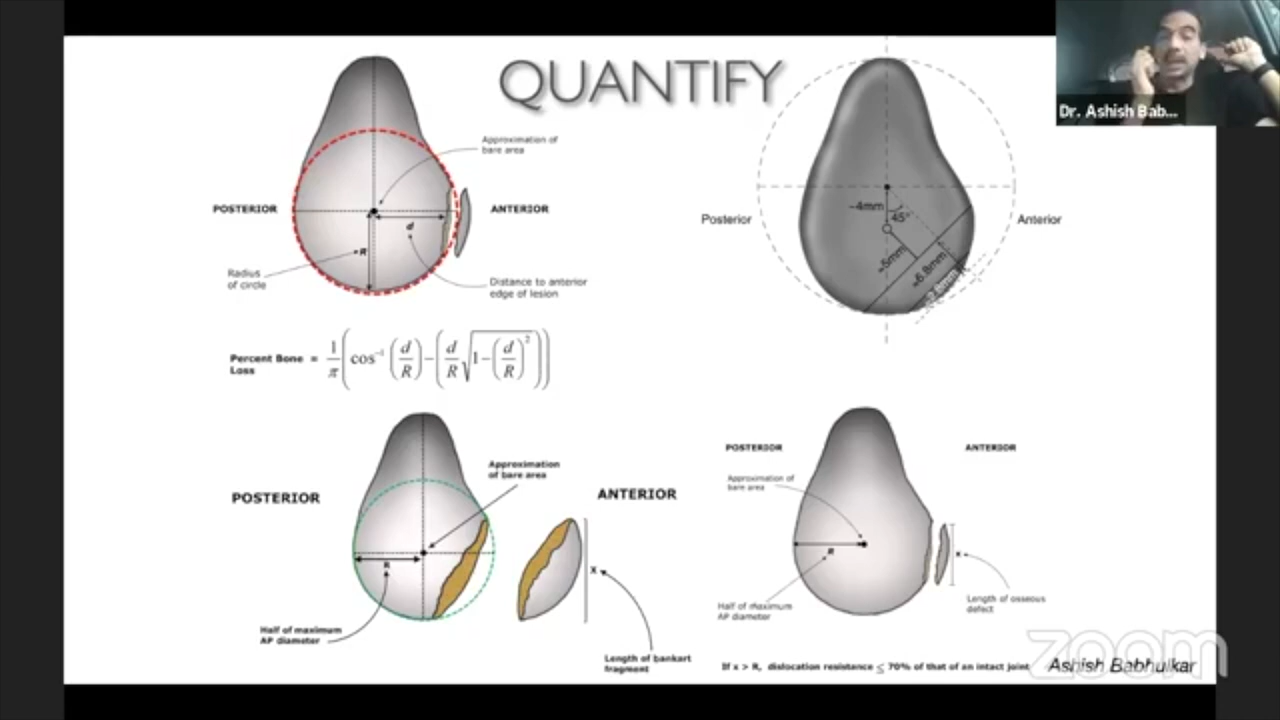 QUANTIFY
Dr. Ashish Bab...
Approximation of
bare area
POSTERIOR
ANTERIOR
d
R
Radius
of circle
Distance to anterior
edge of lesion
Percent Bone =
Loss
1/π (cos⁻¹ (d/R) − (d/R √(1 − (d/R)²)))
Posterior
Anterior
~4mm
45°
~5mm
~6.8mm
POSTERIOR
Approximation
of bare area
ANTERIOR
R
X
Half of maximum
AP diameter
Length of bankart
fragment
POSTERIOR
ANTERIOR
Approximation of
bare area
R
x
Half of maximum
AP diameter
Length of osseous
defect
If x > R, dislocation resistance ≤ 70% of that of an intact joint
zoom
Ashish Babhulkar